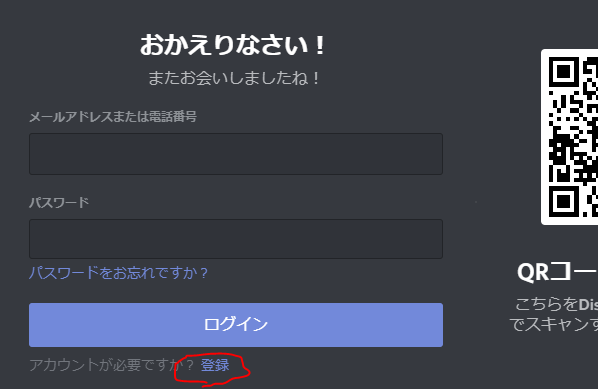 おかえりなさい！
またお会いしましたね！
メールアドレスまたは電話番号
パスワード
パスワードをお忘れですか？
ログイン
アカウントが必要ですか？ 登録
QRコー
こちらをDis
でスキャンす